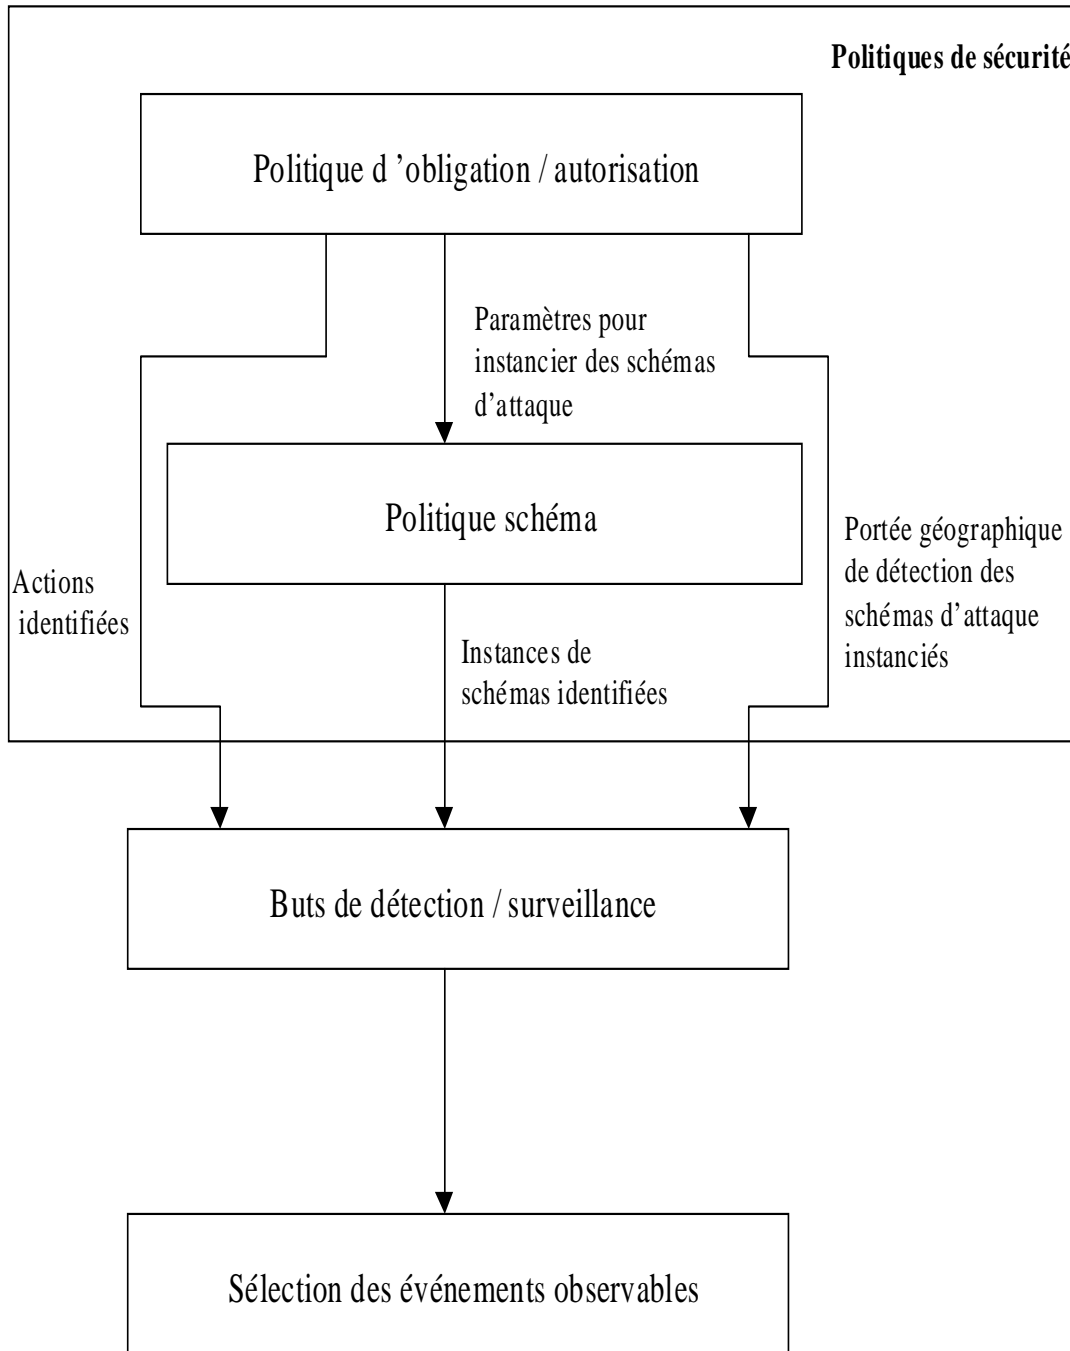 Politiques de sécurité
Politique d ’obligation / autorisation
Paramètres pour
instancier des schémas
d’attaque
Politique schéma
Portée géographique
de détection des
schémas d’attaque
instanciés
Actions
identifiées
Instances de
schémas identifiées
Buts de détection / surveillance
Sélection des événements observables